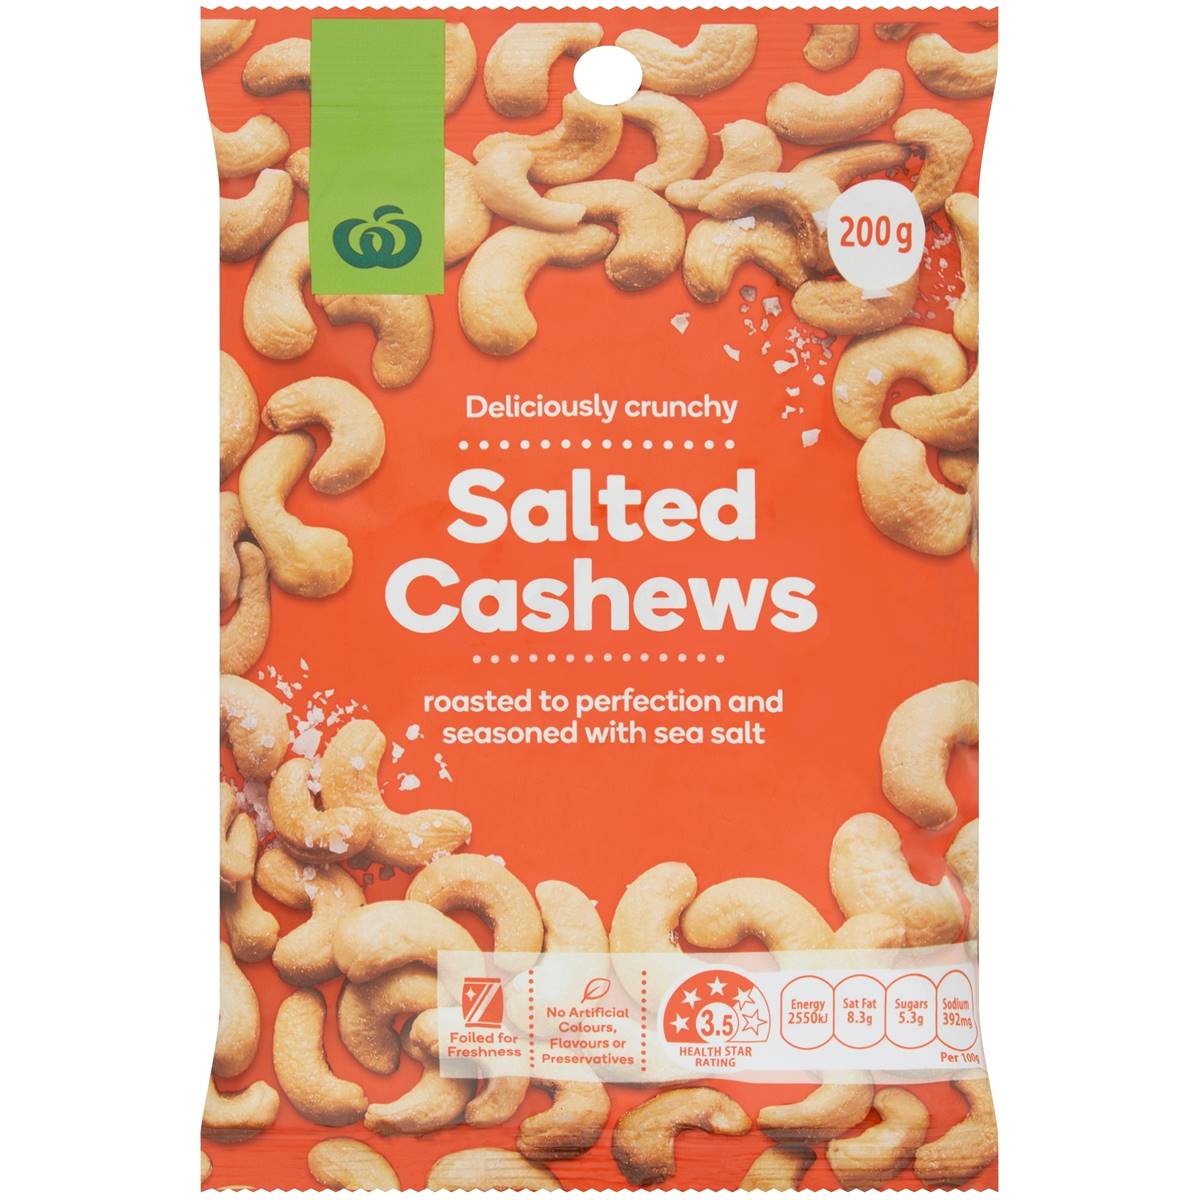 200 g
Deliciously crunchy
Salted
Cashews
roasted to perfection and
seasoned with sea salt
Foiled for
Freshness
No Artificial
Colours,
Flavours or
Preservatives
3.5
HEALTH STAR
RATING
Energy
2550kJ
Sat Fat
8.3g
Sugars
5.3g
Sodium
392mg
Per 100g